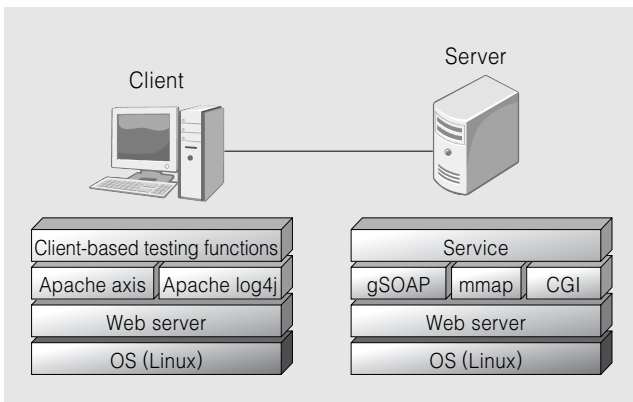 Client
Server
Client-based testing functions
Apache axis
Apache log4j
Web server
OS (Linux)
Service
gSOAP
mmap
CGI
Web server
OS (Linux)